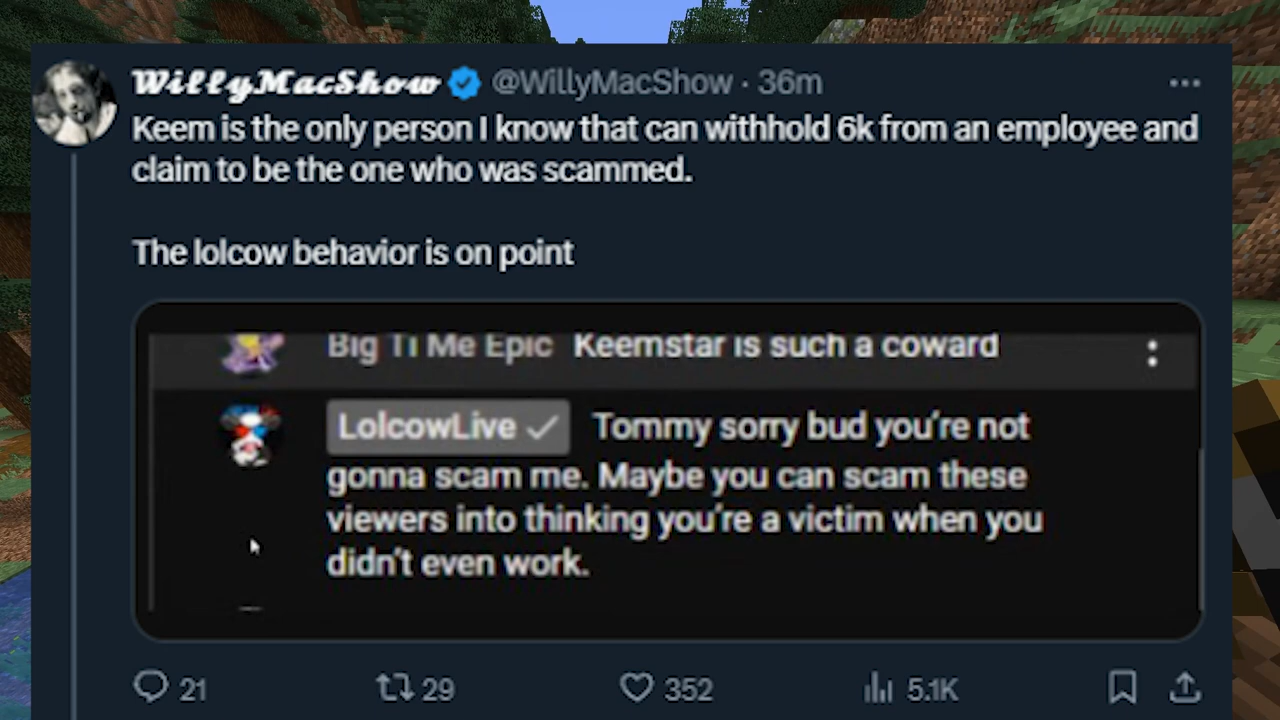 WillyMacShow @WillyMacShow · 36m
Keem is the only person I know that can withhold 6k from an employee and
claim to be the one who was scammed.
The lolcow behavior is on point
Big Ti Me Epic Keemstar is such a coward
LolcowLive Tommy sorry bud you're not
gonna scam me. Maybe you can scam these
viewers into thinking you're a victim when you
didn't even work.
21 29 352 5.1K